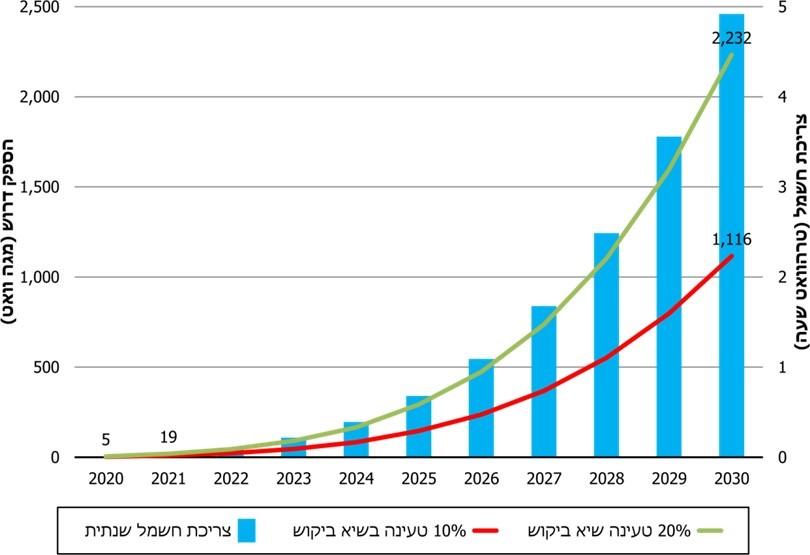 2,500
2,000
1,500
1,000
500
0
הספק דרוש (מגה וואט)
5
4
3
2
1
0
צריכת חשמל (טרהוואט שעה)
2,232
1,116
5
19
2020 2021 2022 2023 2024 2025 2026 2027 2028 2029 2030
צריכת חשמל שנתית
10% טעינה בשיא ביקוש
20% טעינה שיא ביקוש